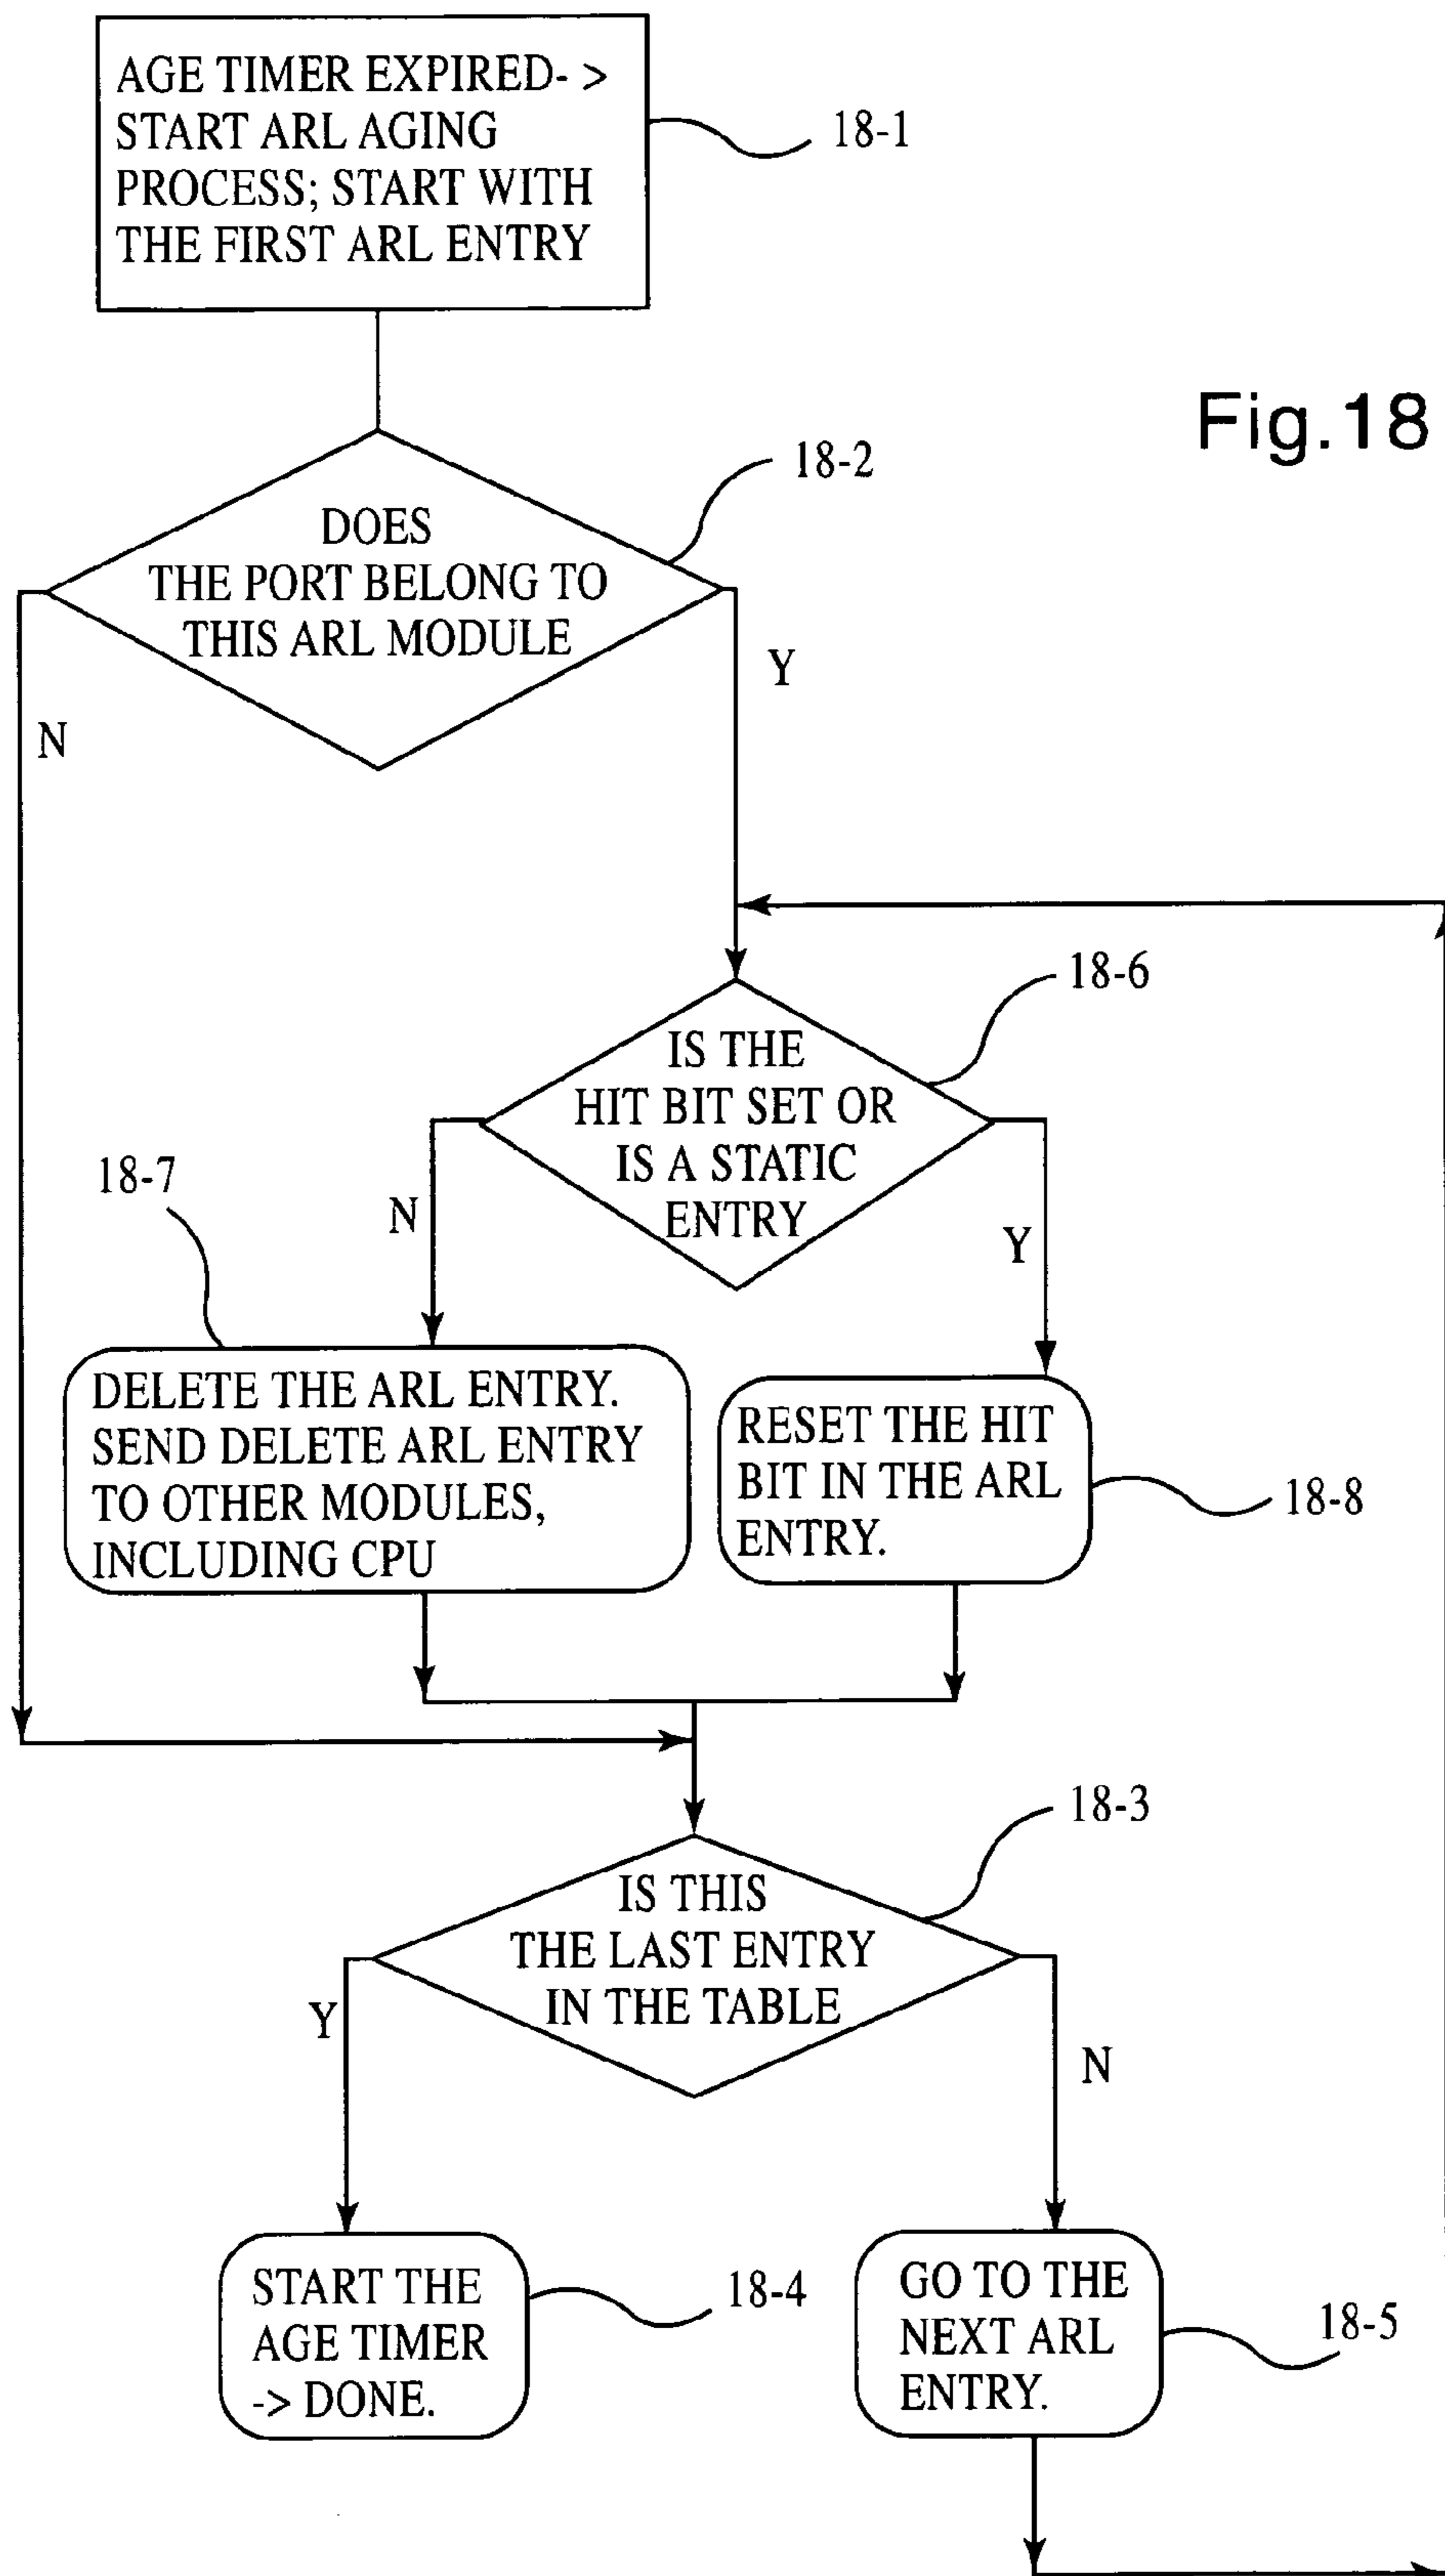 AGE TIMER EXPIRED- >
START ARL AGING
PROCESS; START WITH
THE FIRST ARL ENTRY
18-1
Fig.18
18-2
DOES
THE PORT BELONG TO
THIS ARL MODULE
Y
N
18-6
IS THE
HIT BIT SET OR
IS A STATIC
ENTRY
18-7
N
Y
DELETE THE ARL ENTRY.
SEND DELETE ARL ENTRY
TO OTHER MODULES,
INCLUDING CPU
RESET THE HIT
BIT IN THE ARL
ENTRY.
18-8
18-3
IS THIS
THE LAST ENTRY
IN THE TABLE
Y
N
START THE
AGE TIMER
-> DONE.
18-4
GO TO THE
NEXT ARL
ENTRY.
18-5